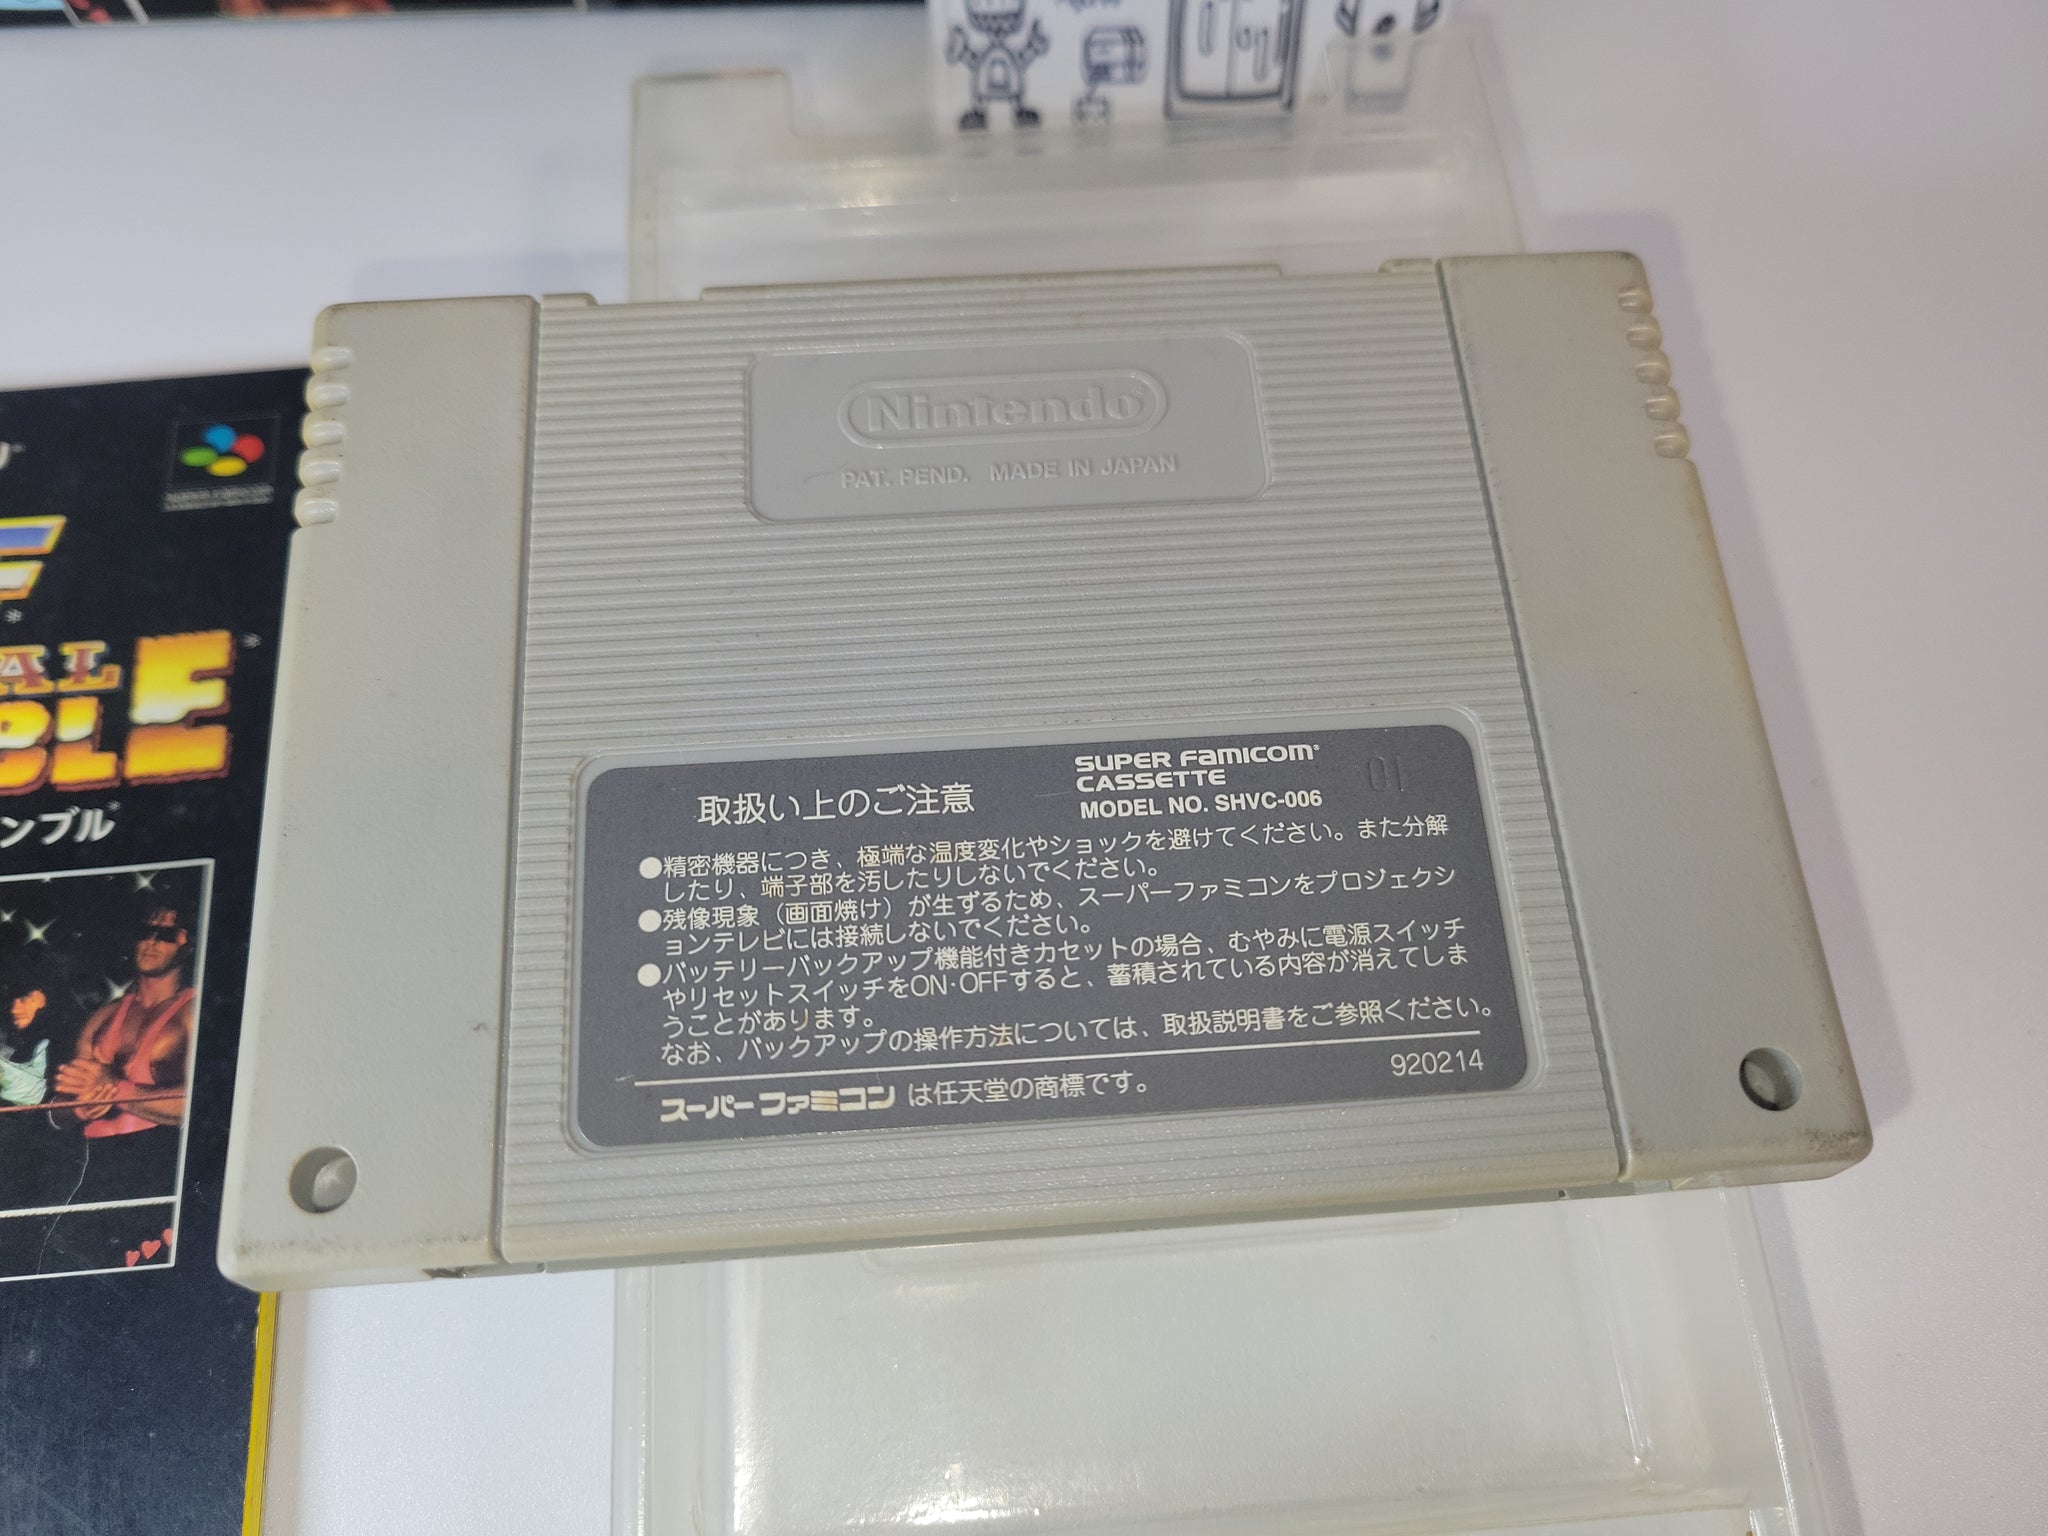 Nintendo
PAT. PEND. MADE IN JAPAN
AL
BLE
ンブル*
取扱い上のご注意
SUPER FAMICOM
CASSETTE
MODEL NO. SHVC-006
01
●精密機器につき、極端な温度変化やショックを避けてください。また分解
したり、端子部を汚したりしないでください。
●残像現象（画面焼け）が生ずるため、スーパーファミコンをプロジェクシ
ョンテレビには接続しないでください。
●バッテリーバックアップ機能付きカセットの場合、むやみに電源スイッチ
やリセットスイッチをON·OFFすると、蓄積されている内容が消えてしま
うことがあります。
なお、バックアップの操作方法については、取扱説明書をご参照ください。
スーパーファミコン は任天堂の商標です。
920214